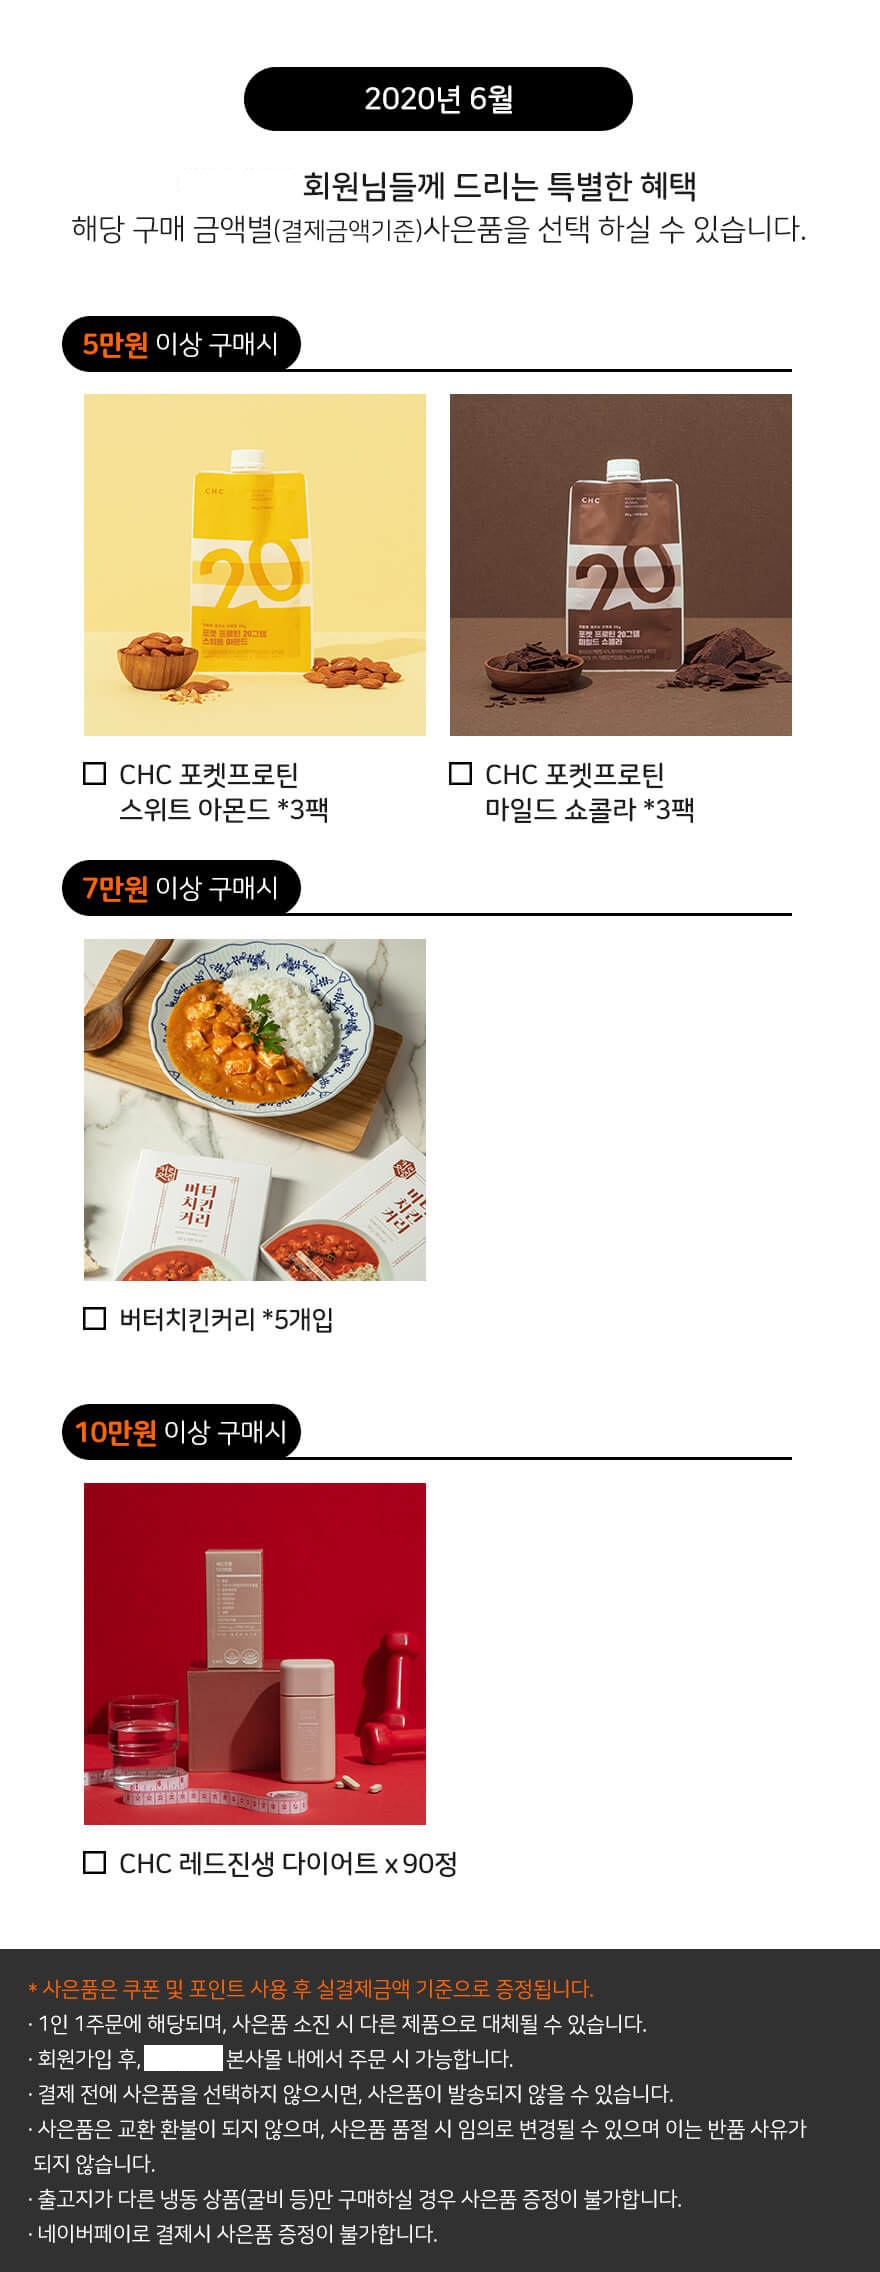 2020년 6월
회원님들께 드리는 특별한 혜택
해당 구매 금액별(결제금액기준)사은품을 선택 하실 수 있습니다.
5만원 이상 구매시
CHC
20
포켓 프로틴 20그램
스위트 아몬드
CHC
20
포켓 프로틴 20그램
마일드 쇼콜라
CHC 포켓프로틴
스위트 아몬드 *3팩
CHC 포켓프로틴
마일드 쇼콜라 *3팩
7만원 이상 구매시
버터
치킨
커리
버터
치킨
커리
버터치킨커리 *5개입
10만원 이상 구매시
CHC 레드진생 다이어트 x 90정
* 사은품은 쿠폰 및 포인트 사용 후 실결제금액 기준으로 증정됩니다.
· 1인 1주문에 해당되며, 사은품 소진 시 다른 제품으로 대체될 수 있습니다.
· 회원가입 후, 본사몰 내에서 주문 시 가능합니다.
· 결제 전에 사은품을 선택하지 않으시면, 사은품이 발송되지 않을 수 있습니다.
· 사은품은 교환 환불이 되지 않으며, 사은품 품절 시 임의로 변경될 수 있으며 이는 반품 사유가
되지 않습니다.
· 출고지가 다른 냉동 상품(굴비 등)만 구매하실 경우 사은품 증정이 불가합니다.
· 네이버페이로 결제시 사은품 증정이 불가합니다.